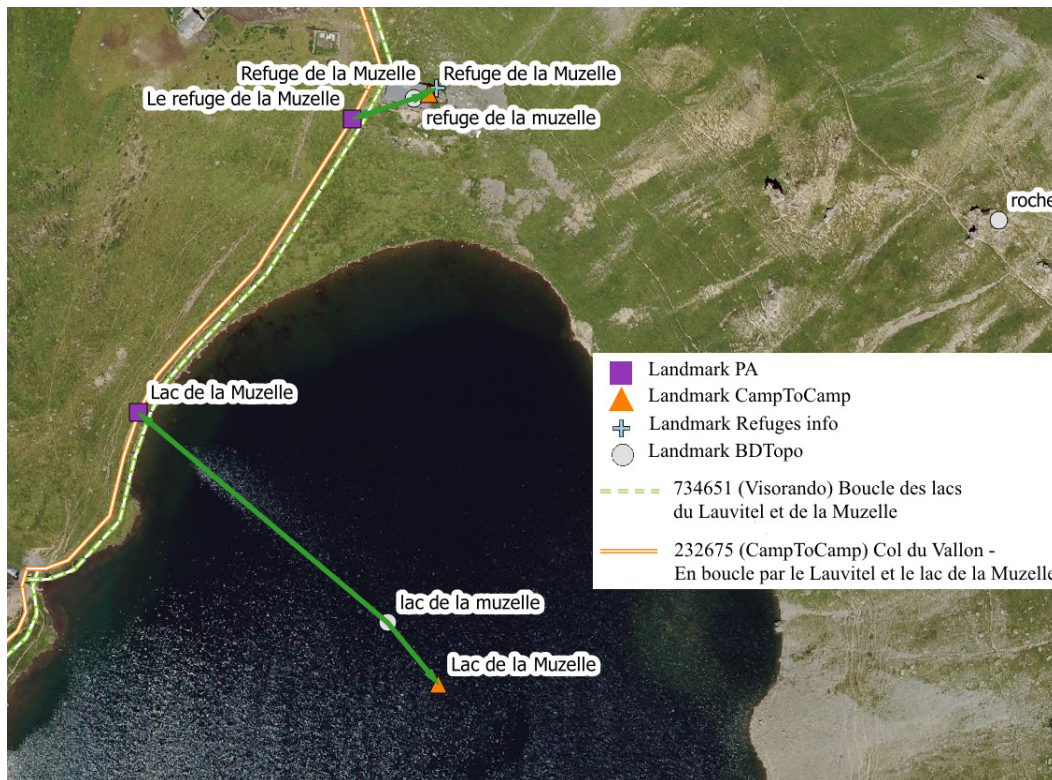 Refuge de la Muzelle
Refuge de la Muzelle
Le refuge de la Muzelle
refuge de la muzelle
roche
Lac de la Muzelle
lac de la muzelle
Lac de la Muzelle
Landmark PA
Landmark CampToCamp
Landmark Refuges info
Landmark BDTopo
734651 (Visorando) Boucle des lacs
du Lauvitel et de la Muzelle
232675 (CampToCamp) Col du Vallon -
En boucle par le Lauvitel et le lac de la Muzelle